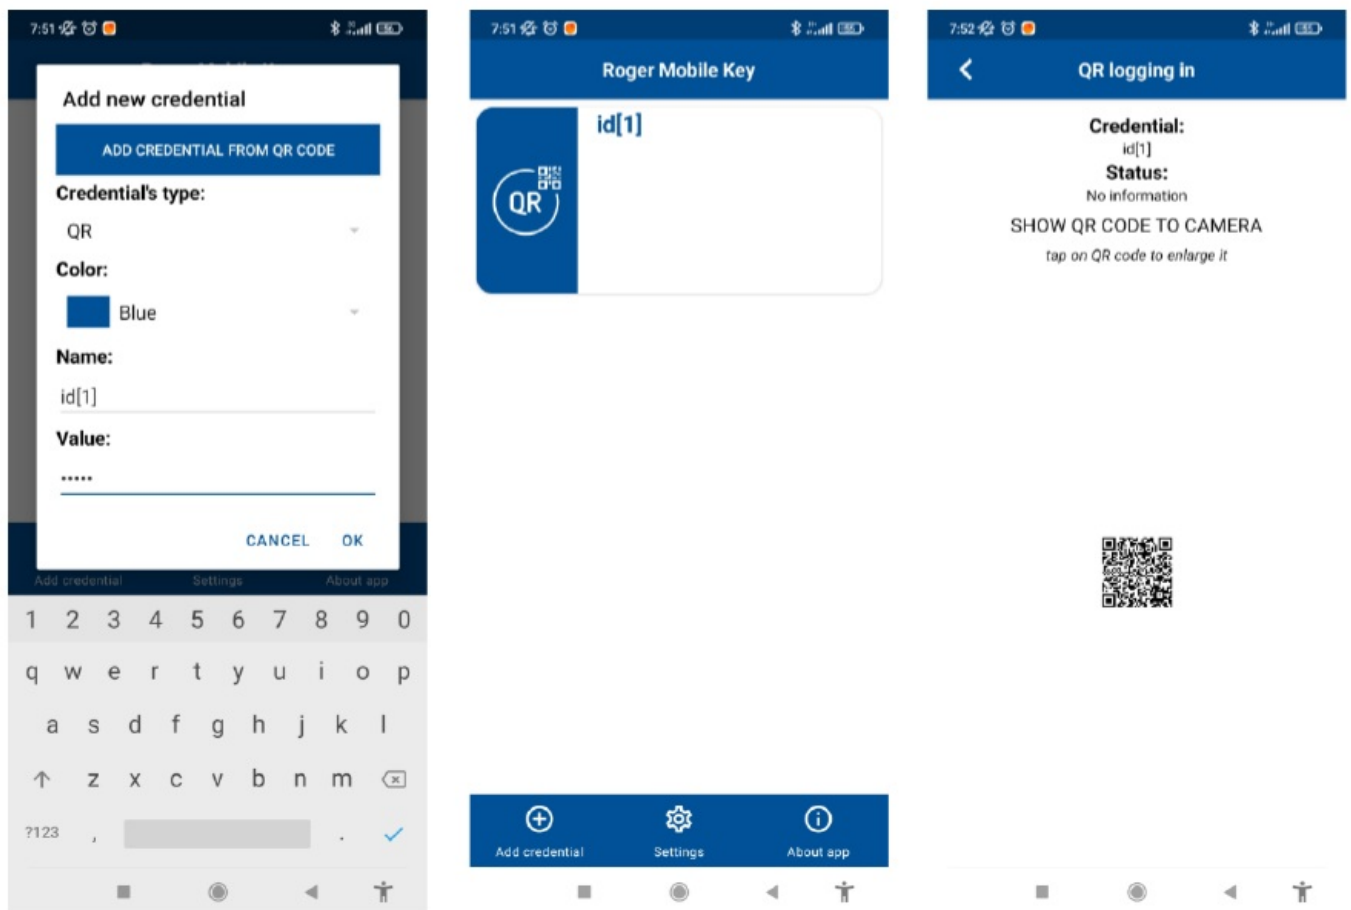 7:51
Add new credential
ADD CREDENTIAL FROM QR CODE
Credential's type:
QR
Color:
Blue
Name:
id[1]
Value:
•••••
CANCEL OK
Add credential Settings About app
1 2 3 4 5 6 7 8 9 0
q w e r t y u i o p
a s d f g h j k l
z x c v b n m
?123 , .
7:51
Roger Mobile Key
id[1]
QR
Add credential Settings About app
7:52
QR logging in
Credential:
id[1]
Status:
No information
SHOW QR CODE TO CAMERA
tap on QR code to enlarge it